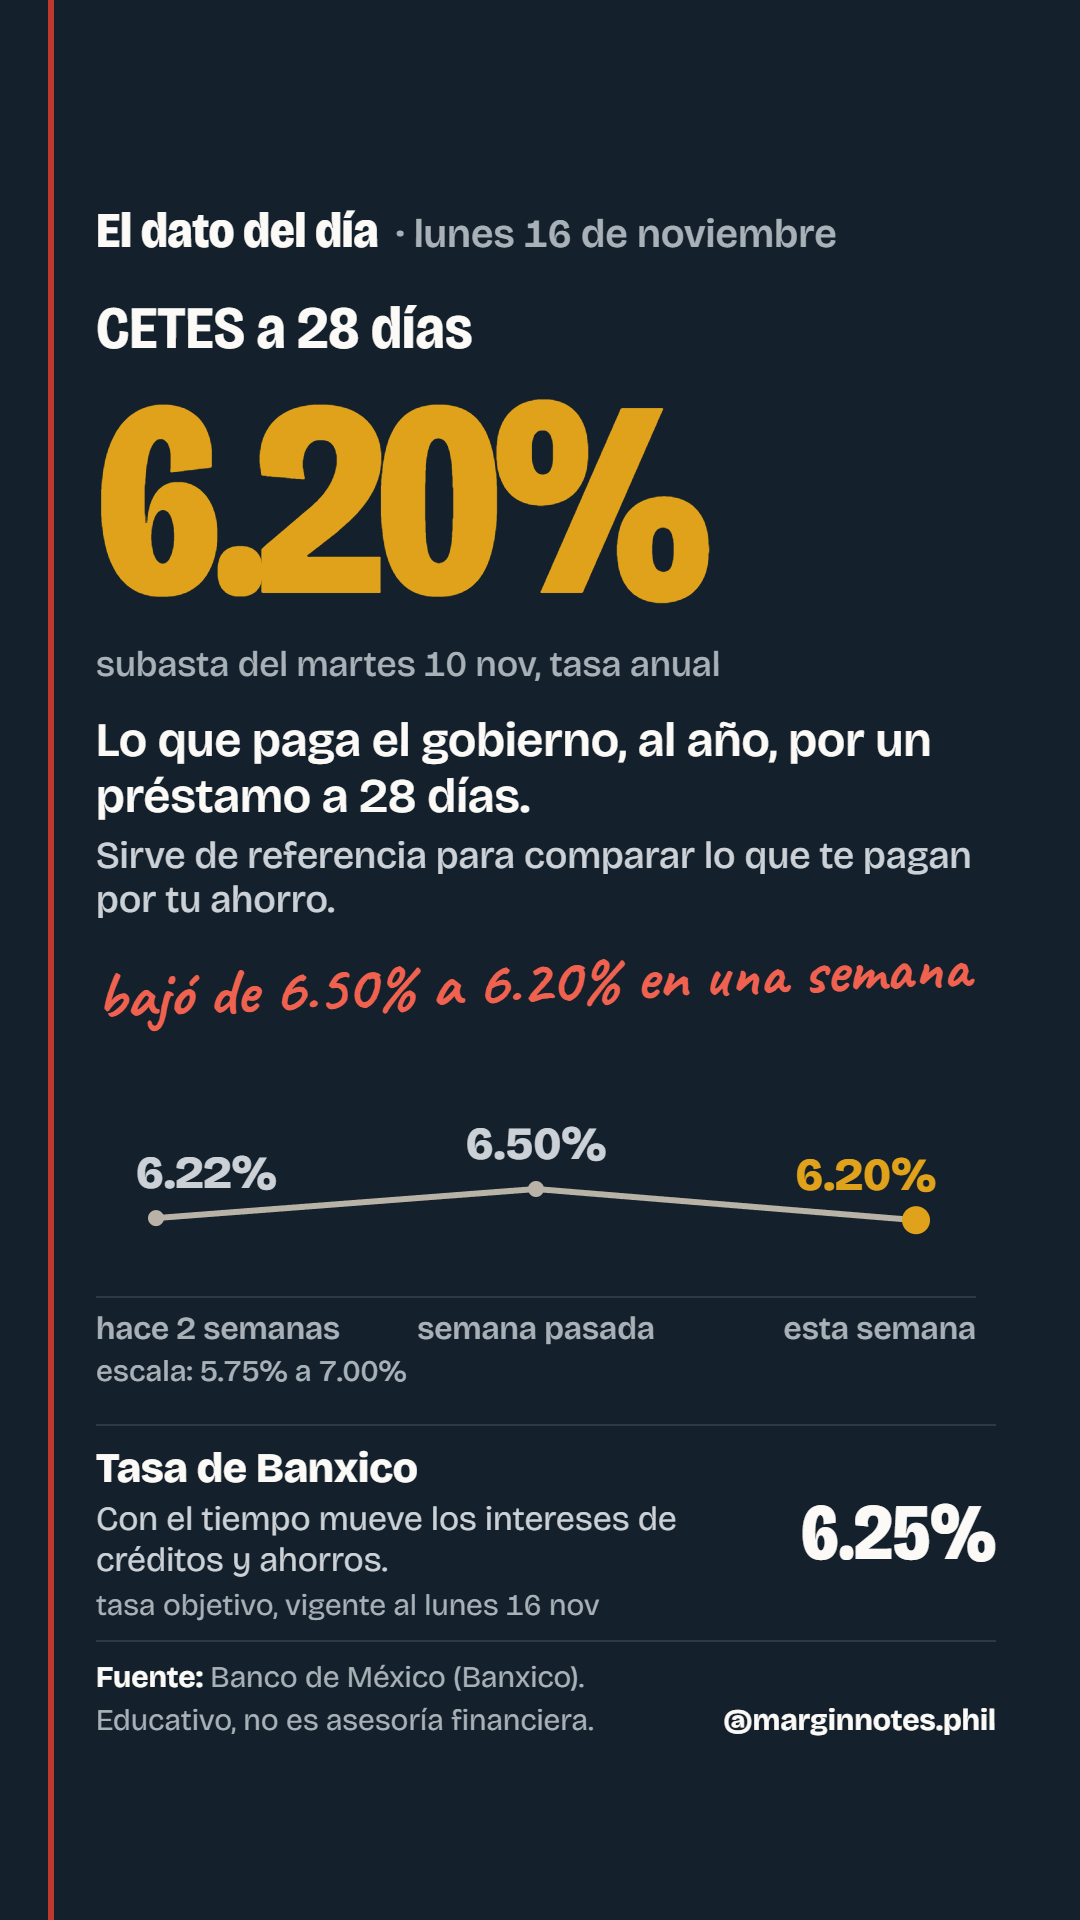 El dato del día · lunes 16 de noviembre
CETES a 28 días
6.20%
subasta del martes 10 nov, tasa anual
Lo que paga el gobierno, al año, por un
préstamo a 28 días.
Sirve de referencia para comparar lo que te pagan
por tu ahorro.
bajó de 6.50% a 6.20% en una semana
6.22%
6.50%
6.20%
hace 2 semanas
semana pasada
esta semana
escala: 5.75% a 7.00%
Tasa de Banxico
Con el tiempo mueve los intereses de
créditos y ahorros.
6.25%
tasa objetivo, vigente al lunes 16 nov
Fuente: Banco de México (Banxico).
Educativo, no es asesoría financiera.
@marginnotes.phil